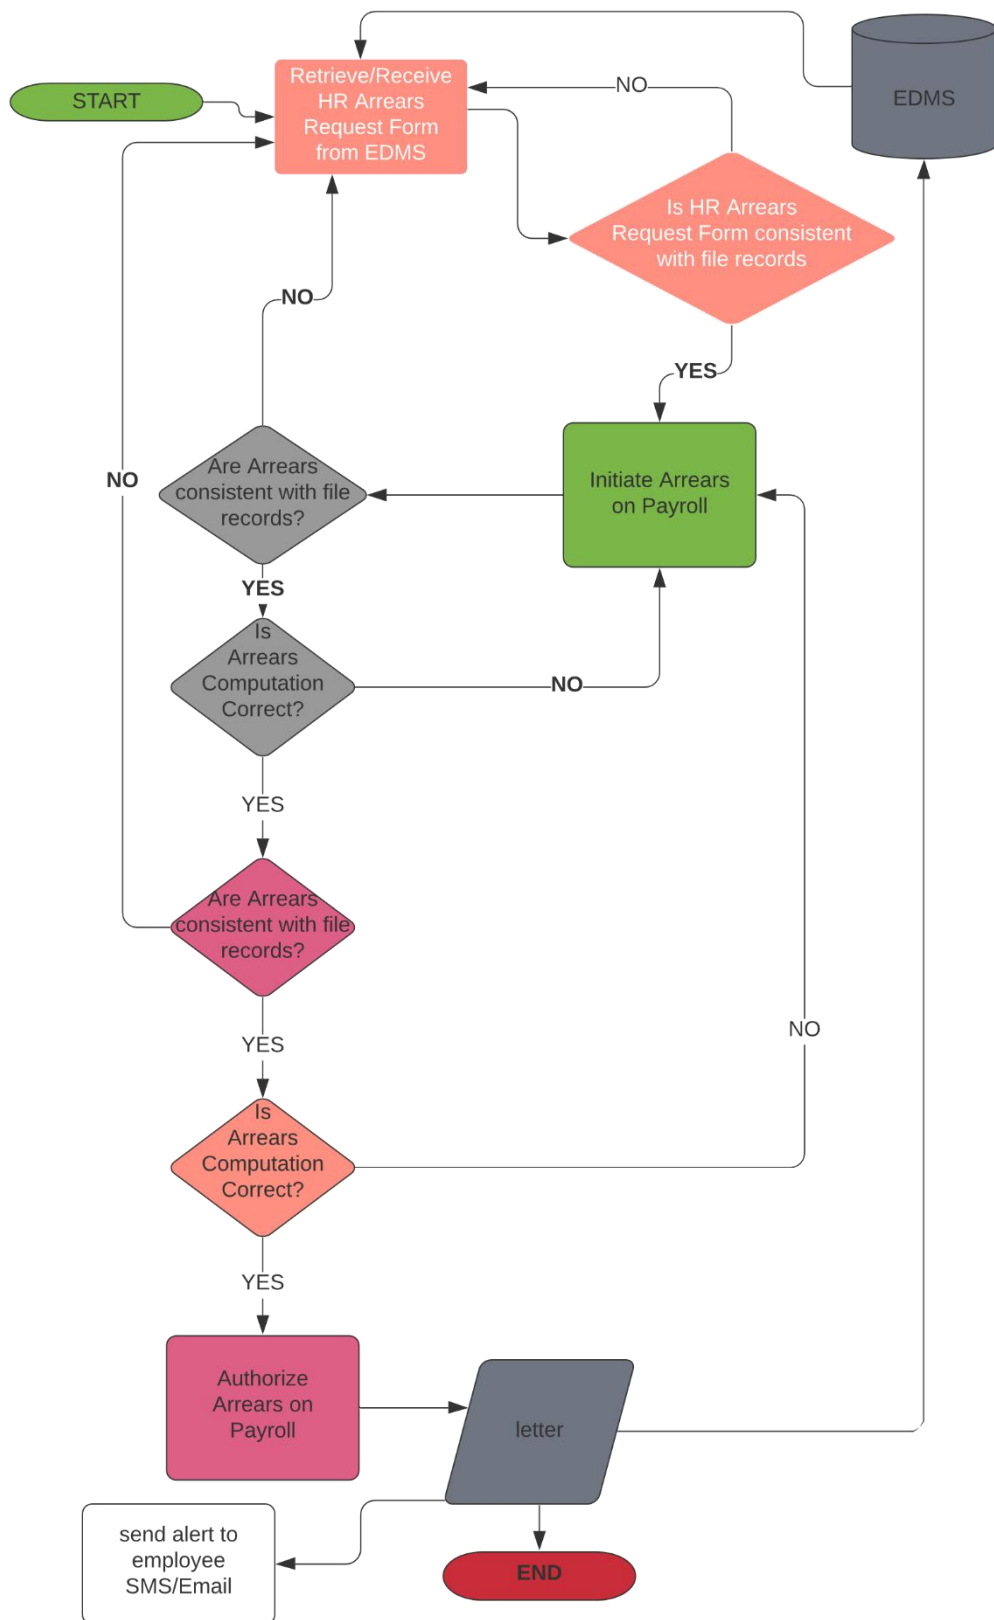 START
Retrieve/Receive
HR Arrears
Request Form
from EDMS
NO
EDMS
Is HR Arrears
Request Form consistent
with file records
NO
YES
Are Arrears
consistent with file
records?
NO
Initiate Arrears
on Payroll
YES
Is
Arrears
Computation
Correct?
NO
YES
Are Arrears
consistent with file
records?
YES
NO
Is
Arrears
Computation
Correct?
YES
Authorize
Arrears on
Payroll
letter
send alert to
employee
SMS/Email
END